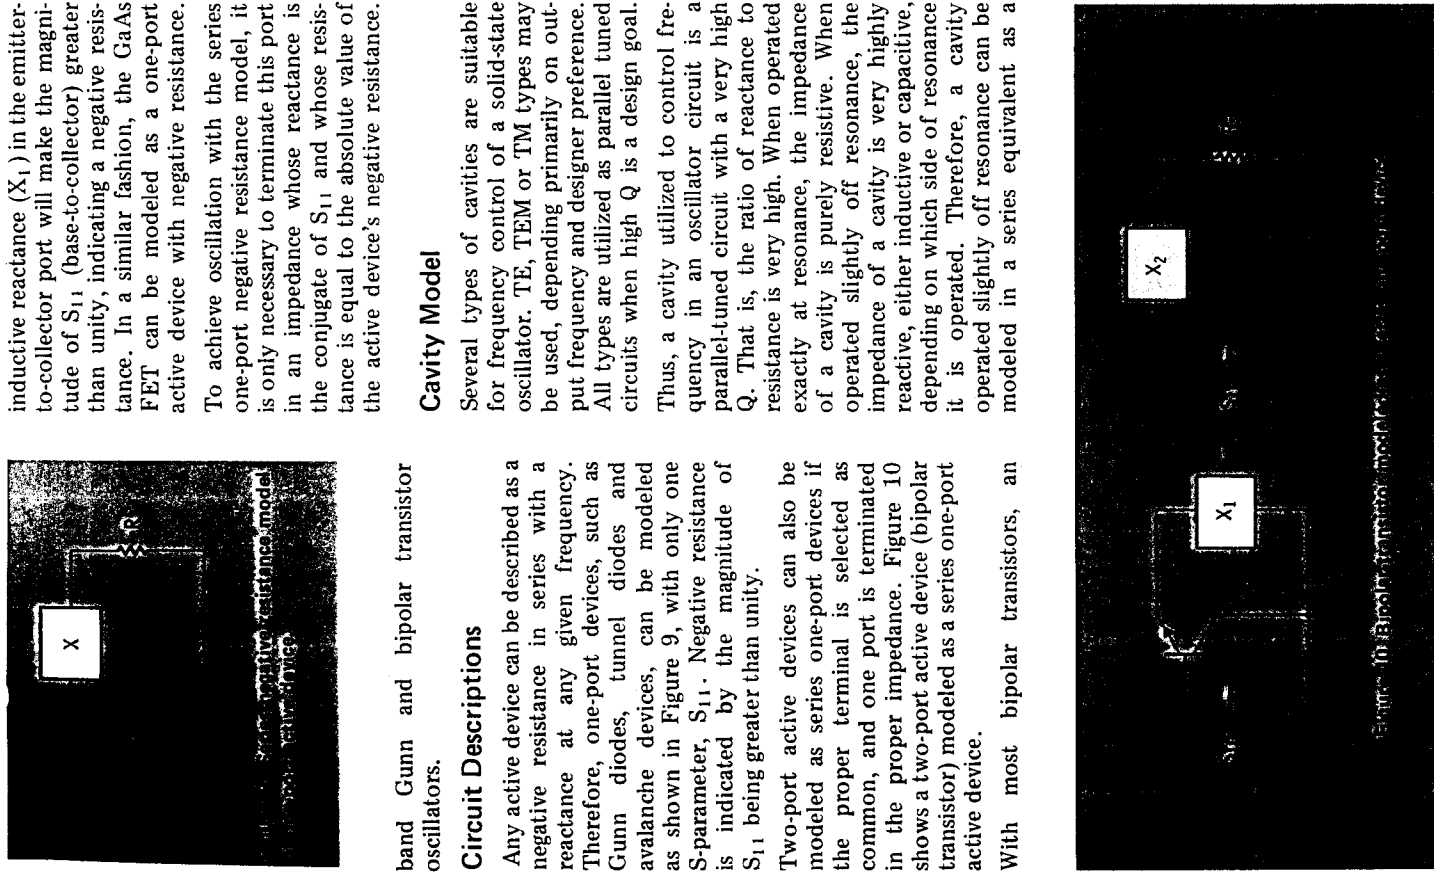 X
-R
negative resistance model
active device
band Gunn and bipolar transistor
oscillators.
Circuit Descriptions
Any active device can be described as a
negative resistance in series with a
reactance at any given frequency.
Therefore, one-port devices, such as
Gunn diodes, tunnel diodes and
avalanche devices, can be modeled
as shown in Figure 9, with only one
S-parameter, S₁₁. Negative resistance
is indicated by the magnitude of
S₁₁ being greater than unity.
Two-port active devices can also be
modeled as series one-port devices if
the proper terminal is selected as
common, and one port is terminated
in the proper impedance. Figure 10
shows a two-port active device (bipolar
transistor) modeled as a series one-port
active device.
With most bipolar transistors, an
inductive reactance (X₁) in the emitter-
to-collector port will make the magni-
tude of S₁₁ (base-to-collector) greater
than unity, indicating a negative resis-
tance. In a similar fashion, the GaAs
FET can be modeled as a one-port
active device with negative resistance.
To achieve oscillation with the series
one-port negative resistance model, it
is only necessary to terminate this port
in an impedance whose reactance is
the conjugate of S₁₁ and whose resis-
tance is equal to the absolute value of
the active device's negative resistance.
Cavity Model
Several types of cavities are suitable
for frequency control of a solid-state
oscillator. TE, TEM or TM types may
be used, depending primarily on out-
put frequency and designer preference.
All types are utilized as parallel tuned
circuits when high Q is a design goal.
Thus, a cavity utilized to control fre-
quency in an oscillator circuit is a
parallel-tuned circuit with a very high
Q. That is, the ratio of reactance to
resistance is very high. When operated
exactly at resonance, the impedance
of a cavity is purely resistive. When
operated slightly off resonance, the
impedance of a cavity is very highly
reactive, either inductive or capacitive,
depending on which side of resonance
it is operated. Therefore, a cavity
operated slightly off resonance can be
modeled in a series equivalent as a
X₁
X₂